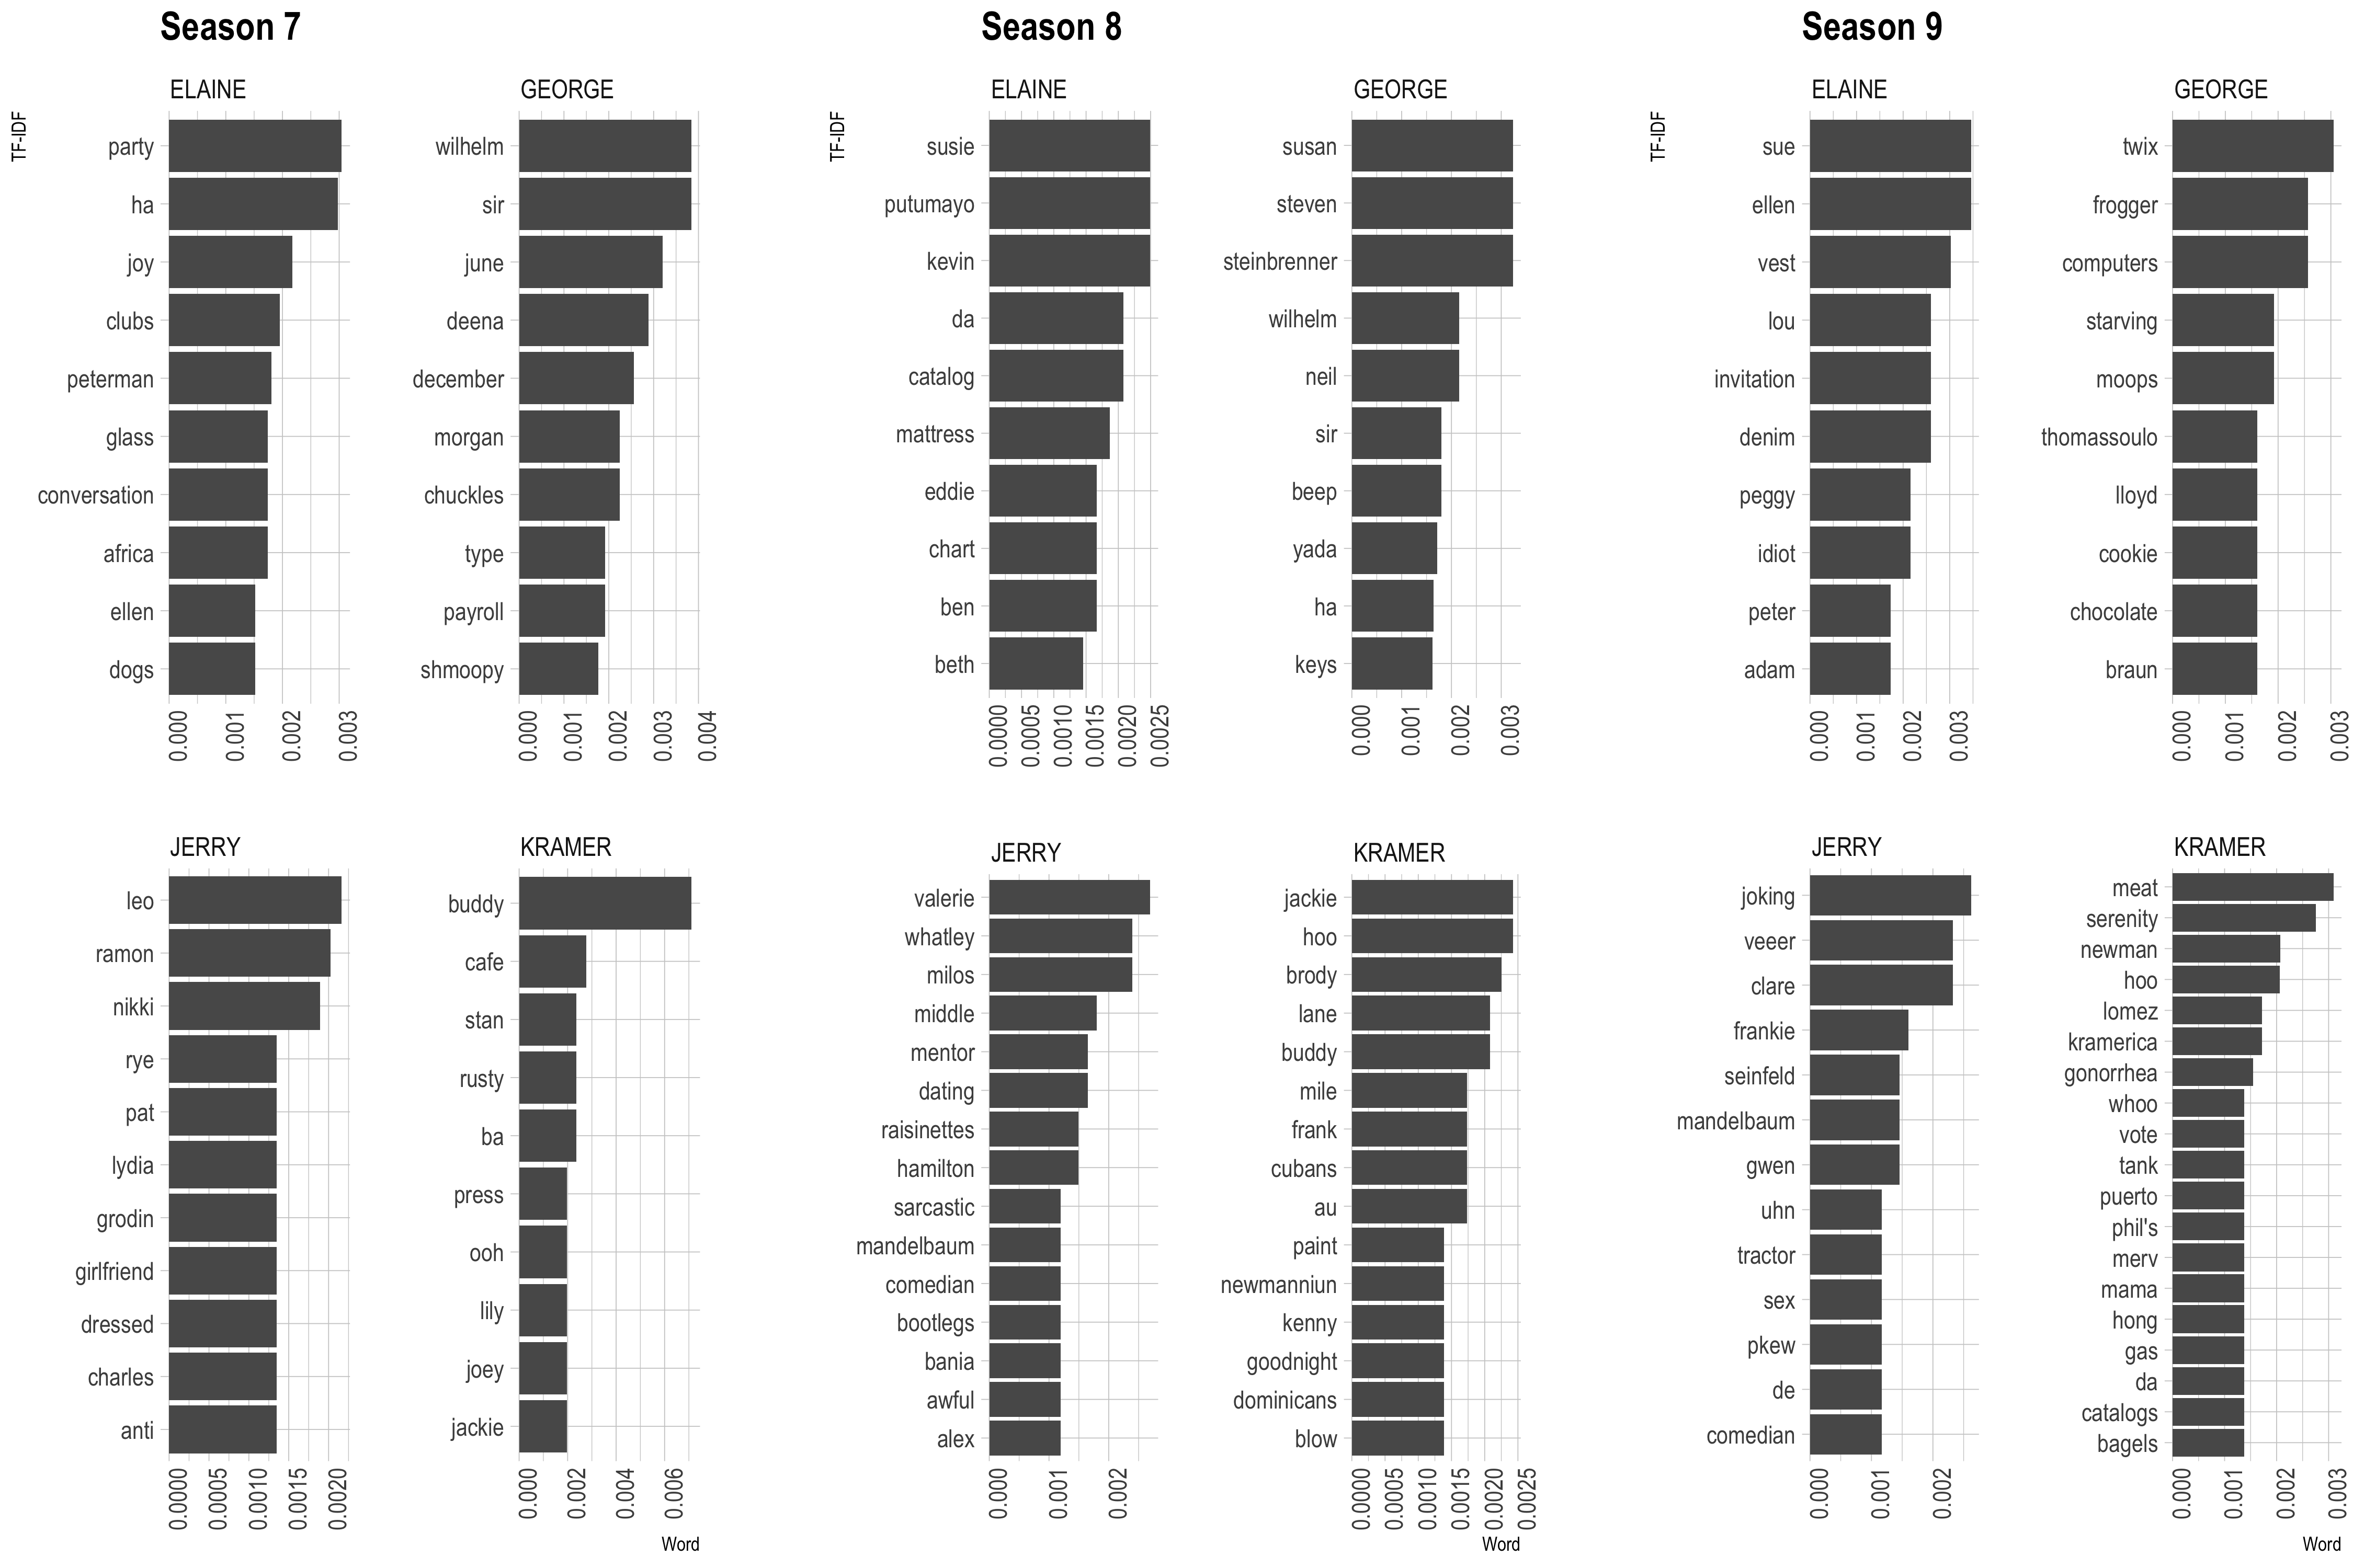 Season 7
TF-IDF
ELAINE
party
ha
joy
clubs
peterman
glass
conversation
africa
ellen
dogs
0.000
0.001
0.002
0.003
GEORGE
wilhelm
sir
june
deena
december
morgan
chuckles
type
payroll
shmoopy
0.000
0.001
0.002
0.003
0.004
JERRY
leo
ramon
nikki
rye
pat
lydia
grodin
girlfriend
dressed
charles
anti
0.0000
0.0005
0.0010
0.0015
0.0020
KRAMER
buddy
cafe
stan
rusty
ba
press
ooh
lily
joey
jackie
0.000
0.002
0.004
0.006
Word
Season 8
TF-IDF
ELAINE
susie
putumayo
kevin
da
catalog
mattress
eddie
chart
ben
beth
0.0000
0.0005
0.0010
0.0015
0.0020
0.0025
GEORGE
susan
steven
steinbrenner
wilhelm
neil
sir
beep
yada
ha
keys
0.000
0.001
0.002
0.003
JERRY
valerie
whatley
milos
middle
mentor
dating
raisinettes
hamilton
sarcastic
mandelbaum
comedian
bootlegs
bania
awful
alex
0.000
0.001
0.002
KRAMER
jackie
hoo
brody
lane
buddy
mile
frank
cubans
au
paint
newmanniun
kenny
goodnight
dominicans
blow
0.0000
0.0005
0.0010
0.0015
0.0020
0.0025
Word
Season 9
TF-IDF
ELAINE
sue
ellen
vest
lou
invitation
denim
peggy
idiot
peter
adam
0.000
0.001
0.002
0.003
GEORGE
twix
frogger
computers
starving
moops
thomassoulo
lloyd
cookie
chocolate
braun
0.000
0.001
0.002
0.003
JERRY
joking
veeer
clare
frankie
seinfeld
mandelbaum
gwen
uhn
tractor
sex
pkew
de
comedian
0.000
0.001
0.002
KRAMER
meat
serenity
newman
hoo
lomez
kramerica
gonorrhea
whoo
vote
tank
puerto
phil's
merv
mama
hong
gas
da
catalogs
bagels
0.000
0.001
0.002
0.003
Word